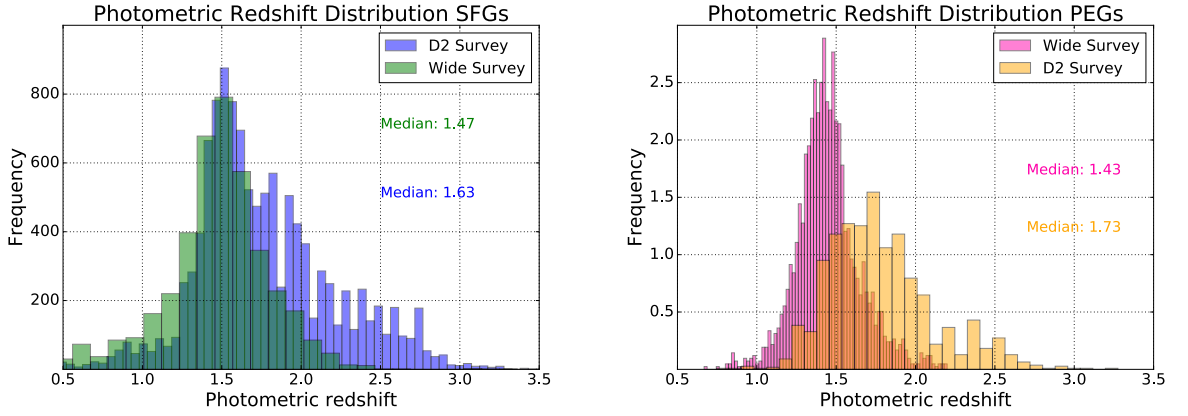 Photometric Redshift Distribution SFGs
D2 Survey
Wide Survey
Median: 1.47
Median: 1.63
Frequency
800
600
400
200
0.5 1.0 1.5 2.0 2.5 3.0 3.5
Photometric redshift
Photometric Redshift Distribution PEGs
Wide Survey
D2 Survey
Median: 1.43
Median: 1.73
Frequency
2.5
2.0
1.5
1.0
0.5
0.5 1.0 1.5 2.0 2.5 3.0 3.5
Photometric redshift